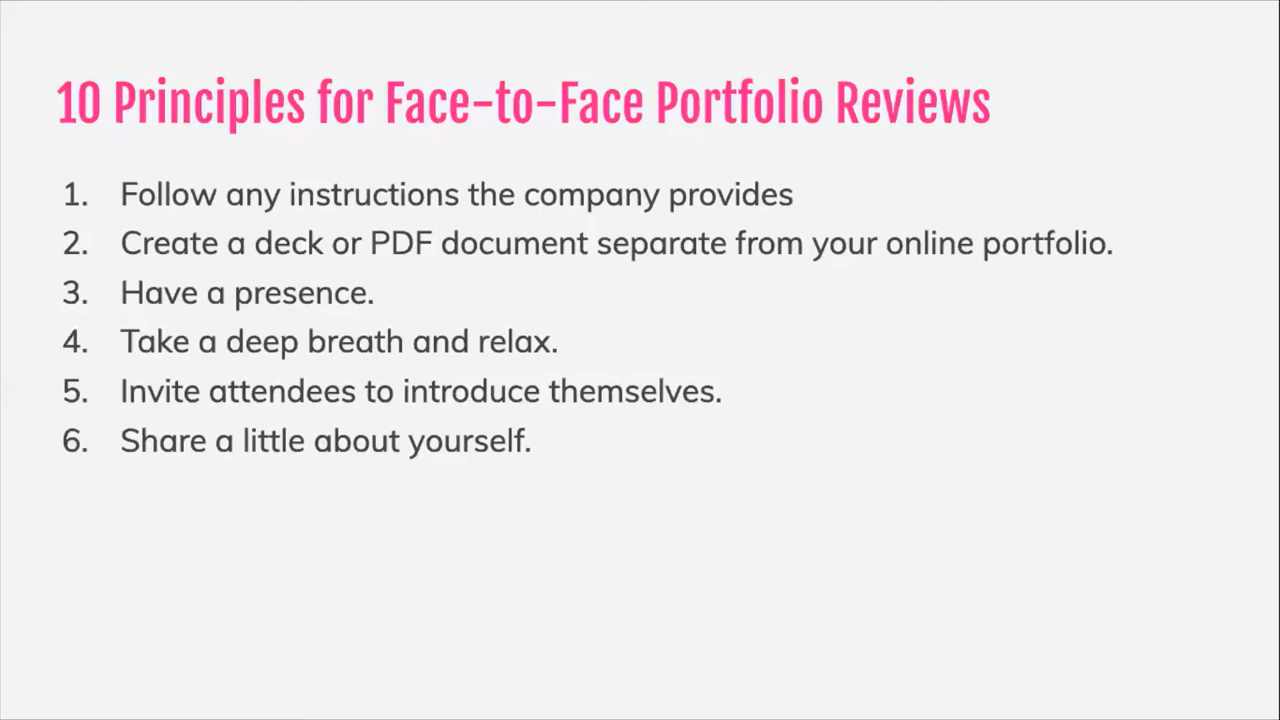 10 Principles for Face-to-Face Portfolio Reviews
1. Follow any instructions the company provides
2. Create a deck or PDF document separate from your online portfolio.
3. Have a presence.
4. Take a deep breath and relax.
5. Invite attendees to introduce themselves.
6. Share a little about yourself.